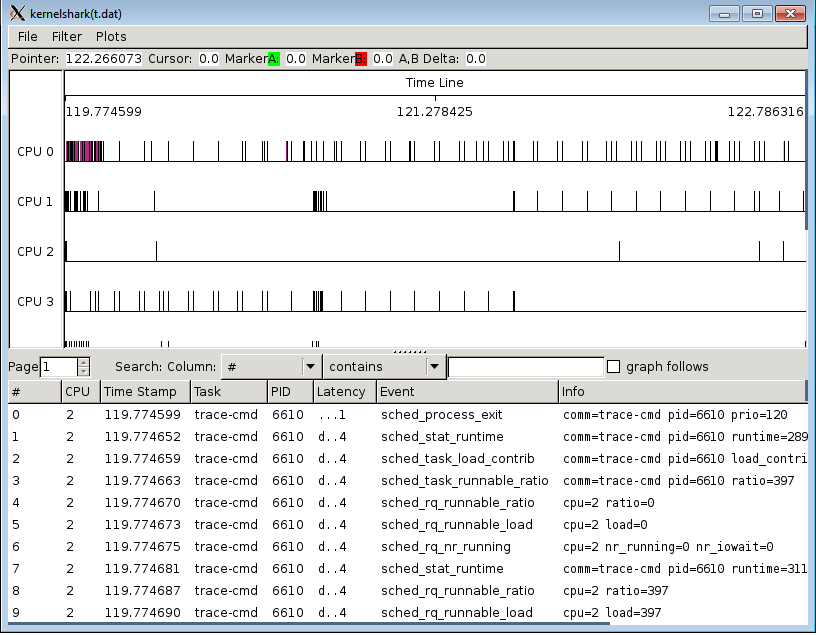 kernelshark(t.dat)
File Filter Plots
Pointer: 122.266073 Cursor: 0.0 Marker A: 0.0 Marker B: 0.0 A,B Delta: 0.0
Time Line
119.774599 121.278425 122.786316
CPU 0
CPU 1
CPU 2
CPU 3
Page 1 Search: Column: # contains graph follows
# CPU Time Stamp Task PID Latency Event Info
0 2 119.774599 trace-cmd 6610 ...1 sched_process_exit comm=trace-cmd pid=6610 prio=120
1 2 119.774652 trace-cmd 6610 d..4 sched_stat_runtime comm=trace-cmd pid=6610 runtime=289
2 2 119.774659 trace-cmd 6610 d..4 sched_task_load_contrib comm=trace-cmd pid=6610 load_contri
3 2 119.774663 trace-cmd 6610 d..4 sched_task_runnable_ratio comm=trace-cmd pid=6610 ratio=397
4 2 119.774670 trace-cmd 6610 d..4 sched_rq_runnable_ratio cpu=2 ratio=0
5 2 119.774673 trace-cmd 6610 d..4 sched_rq_runnable_load cpu=2 load=0
6 2 119.774675 trace-cmd 6610 d..4 sched_rq_nr_running cpu=2 nr_running=0 nr_iowait=0
7 2 119.774681 trace-cmd 6610 d..4 sched_stat_runtime comm=trace-cmd pid=6610 runtime=311
8 2 119.774687 trace-cmd 6610 d..4 sched_rq_runnable_ratio cpu=2 ratio=397
9 2 119.774690 trace-cmd 6610 d..4 sched_rq_runnable_load cpu=2 load=397